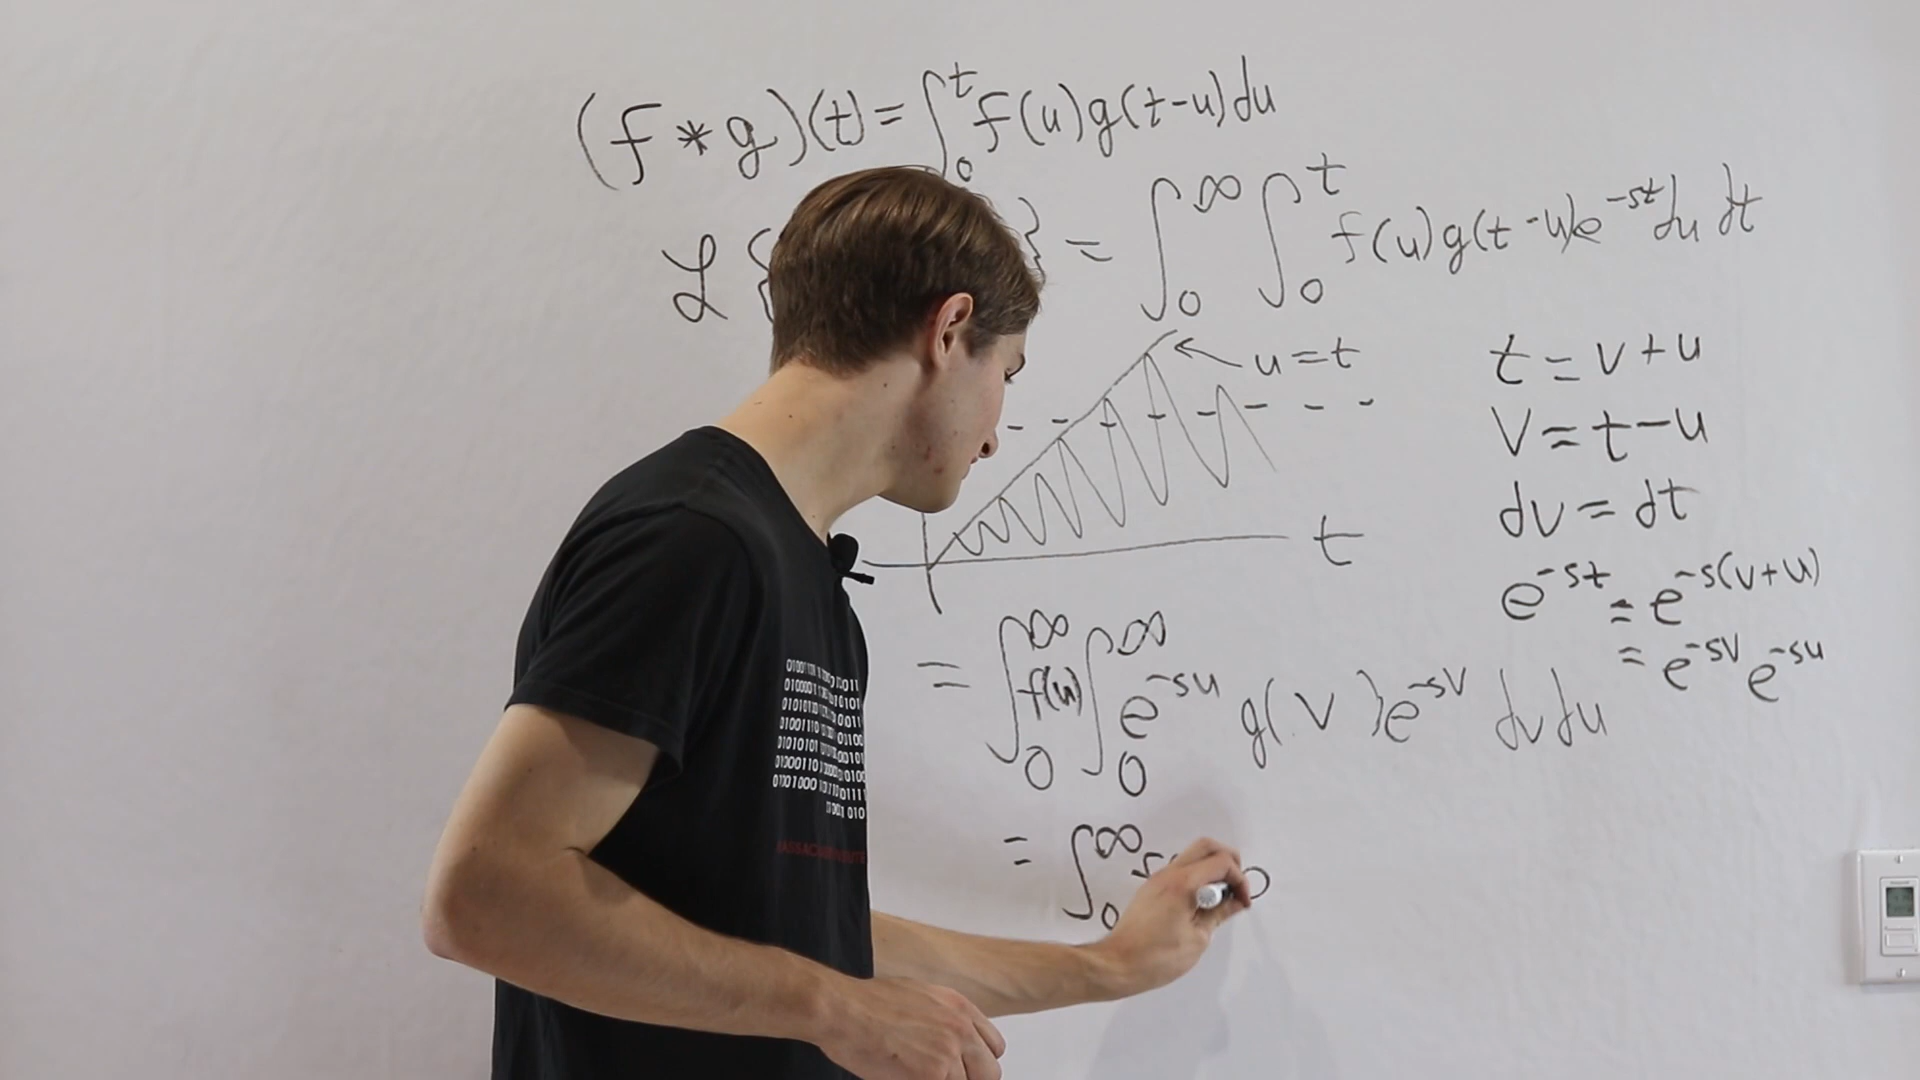 (f * g)(t) = ∫₀ᵗ f(u)g(t-u)du
ℒ{ } = ∫₀^∞ ∫₀ᵗ f(u)g(t-u)e^{-st}du dt
u = t
t
t = v + u
v = t - u
dv = dt
e^{-st} = e^{-s(v+u)}
= e^{-sv} e^{-su}
= ∫₀^∞ f(u) ∫₀^∞ e^{-su} g(v)e^{-sv} dv du
= ∫₀^∞